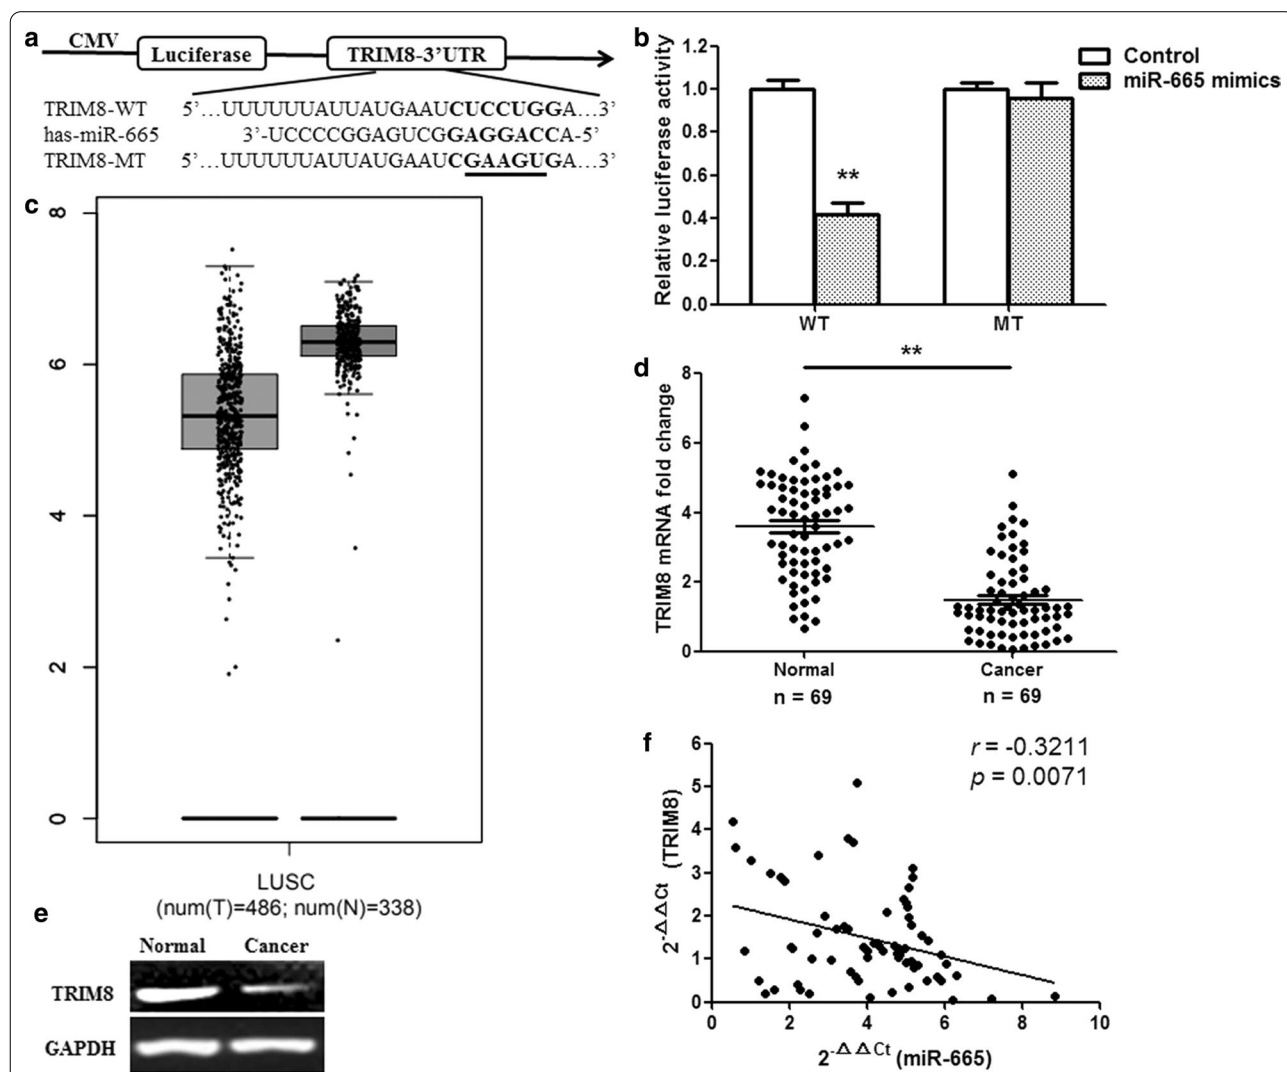 a
CMV
Luciferase
TRIM8-3’UTR
TRIM8-WT 5’…UUUUUUAUUAUGAAUCUCCUGGA…3’
has-miR-665 3’-UCCCCGGAGUCGGAGGACCA-5’
TRIM8-MT 5’…UUUUUUAUUAUGAAUCGAAGUGA…3’
b
Relative luciferase activity
1.2
1.0
0.8
0.6
0.4
0.2
0.0
**
WT
MT
Control
miR-665 mimics
c
8
6
4
2
0
LUSC
(num(T)=486; num(N)=338)
d
TRIM8 mRNA fold change
8
6
4
2
0
**
Normal
Cancer
n = 69
n = 69
e
Normal Cancer
TRIM8
GAPDH
f
r = -0.3211
p = 0.0071
2-△△Ct (TRIM8)
6
5
4
3
2
1
0
0 2 4 6 8 10
2-△△Ct (miR-665)